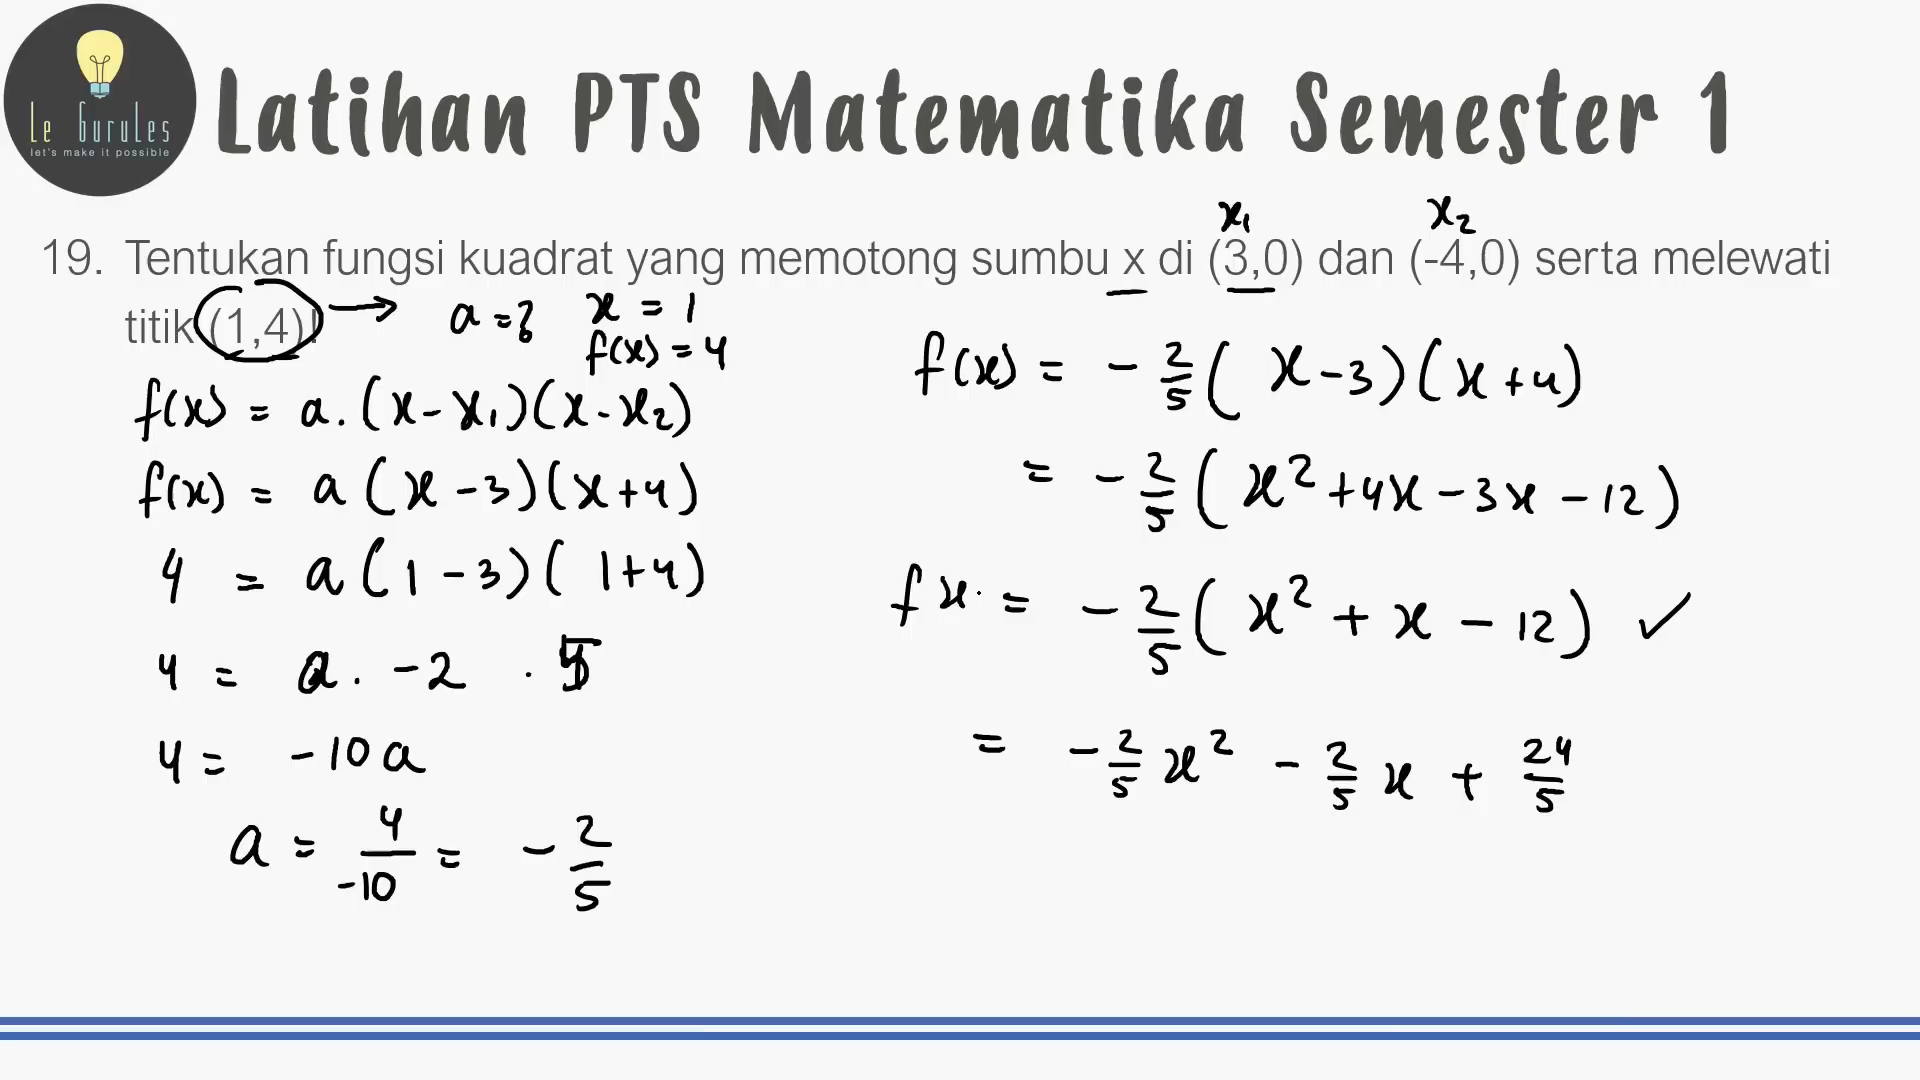 Le Gurules
let's make it possible
Latihan PTS Matematika Semester 1
x₁ x₂
19. Tentukan fungsi kuadrat yang memotong sumbu x di (3,0) dan (-4,0) serta melewati
titik (1,4)! → a = ? x = 1
f(x) = 4
f(x) = a . (x - x₁)(x - x₂)
f(x) = a (x - 3)(x + 4)
4 = a (1 - 3)(1 + 4)
4 = a . -2 . 5
4 = -10 a
a = 4/-10 = - 2/5
f(x) = - 2/5 (x - 3)(x + 4)
= - 2/5 (x² + 4x - 3x - 12)
f x = - 2/5 (x² + x - 12) ✓
= - 2/5 x² - 2/5 x + 24/5